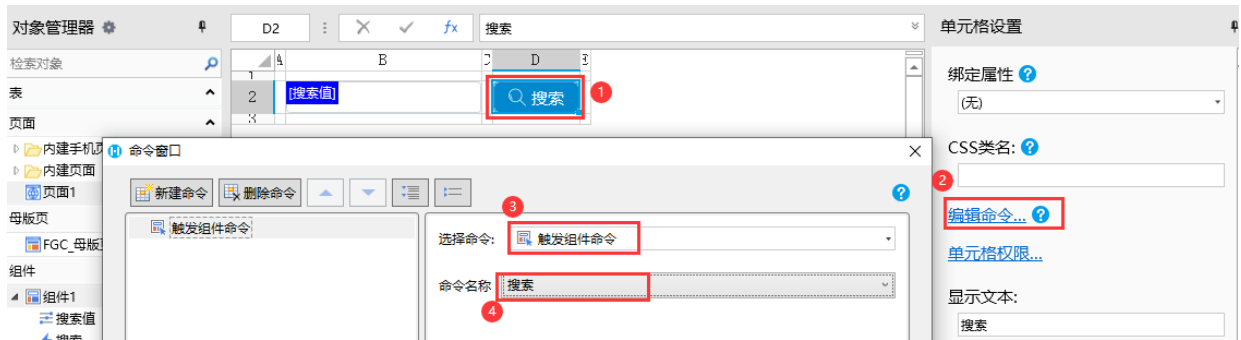 对象管理器
D2
fx
搜索
单元格设置
检索对象
A
B
C
D
E
绑定属性
表
1
2
[搜索值]
搜索
1
(无)
页面
3
内建手机页
命令窗口
CSS类名:
内建页面
2
页面1
新建命令
删除命令
母版页
触发组件命令
3
编辑命令...
FGC_母版页
选择命令:
触发组件命令
单元格权限...
组件
组件1
命令名称
搜索
显示文本:
搜索值
4
搜索
搜索